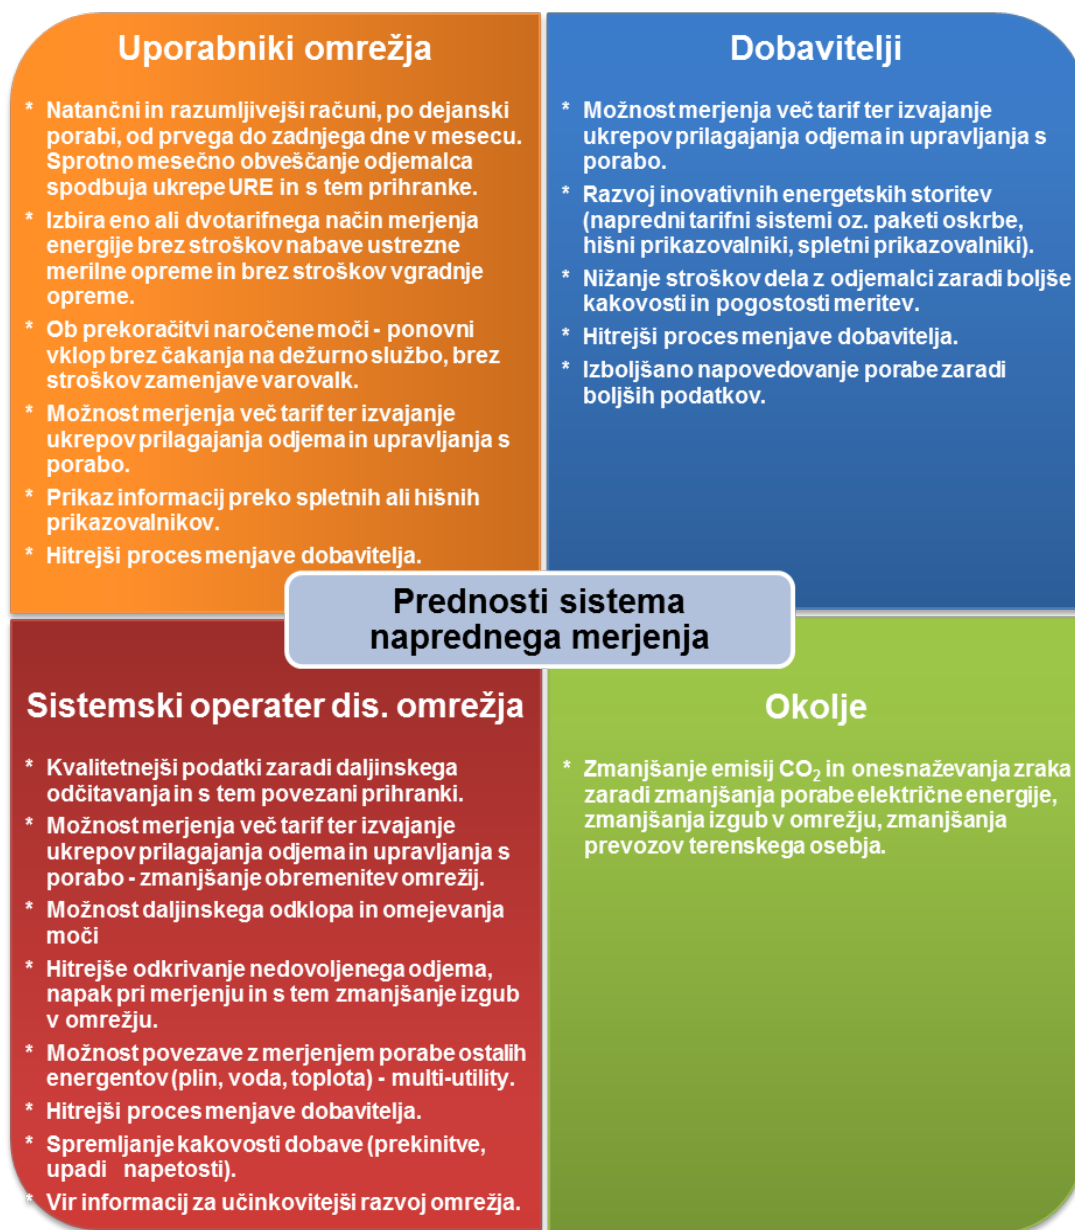 Uporabniki omrežja
* Natančni in razumljivejši računi, po dejanski
porabi, od prvega do zadnjega dne v mesecu.
Sprotno mesečno obveščanje odjemalca
spodbuja ukrepe URE in s tem prihranke.
* Izbira eno ali dvotarifnega način merjenja
energije brez stroškov nabave ustrezne
merilne opreme in brez stroškov vgradnje
opreme.
* Ob prekoračitvi naročene moči - ponovni
vklop brez čakanja na dežurno službo, brez
stroškov zamenjave varovalk.
* Možnost merjenja več tarif ter izvajanje
ukrepov prilagajanja odjema in upravljanja s
porabo.
* Prikaz informacij preko spletnih ali hišnih
prikazovalnikov.
* Hitrejši proces menjave dobavitelja.
Dobavitelji
* Možnost merjenja več tarif ter izvajanje
ukrepov prilagajanja odjema in upravljanja s
porabo.
* Razvoj inovativnih energetskih storitev
(napredni tarifni sistemi oz. paketi oskrbe,
hišni prikazovalniki, spletni prikazovalniki).
* Nižanje stroškov dela z odjemalci zaradi boljše
kakovosti in pogostosti meritev.
* Hitrejši proces menjave dobavitelja.
* Izboljšano napovedovanje porabe zaradi
boljših podatkov.
Prednosti sistema
naprednega merjenja
Sistemski operater dis. omrežja
* Kvalitetnejši podatki zaradi daljinskega
odčitavanja in s tem povezani prihranki.
* Možnost merjenja več tarif ter izvajanje
ukrepov prilagajanja odjema in upravljanja s
porabo - zmanjšanje obremenitev omrežij.
* Možnost daljinskega odklopa in omejevanja
moči
* Hitrejše odkrivanje nedovoljenega odjema,
napak pri merjenju in s tem zmanjšanje izgub
v omrežju.
* Možnost povezave z merjenjem porabe ostalih
energentov (plin, voda, toplota) - multi-utility.
* Hitrejši proces menjave dobavitelja.
* Spremljanje kakovosti dobave (prekinitve,
upadi napetosti).
* Vir informacij za učinkovitejši razvoj omrežja.
Okolje
* Zmanjšanje emisij CO₂ in onesnaževanja zraka
zaradi zmanjšanja porabe električne energije,
zmanjšanja izgub v omrežju, zmanjšanja
prevozov terenskega osebja.